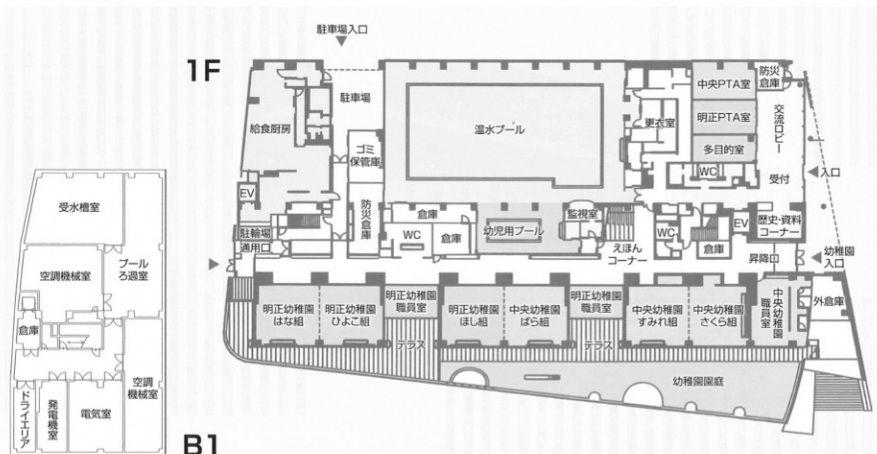 駐車場入口
1F
駐車場
給食厨房
ゴミ
保管庫
温水プール
更衣室
中央PTA室
防災
倉庫
明正PTA室
多目的室
交流ロビー
WC
受付
入口
EV
防災倉庫
駐輪場
通用口
倉庫
WC
倉庫
幼児用プール
監視室
えほん
コーナー
WC
倉庫
EV
歴史・資料
コーナー
昇降口
幼稚園
入口
明正幼稚園
はな組
明正幼稚園
ひよこ組
明正幼稚園
職員室
明正幼稚園
ほし組
中央幼稚園
ばら組
明正幼稚園
職員室
中央幼稚園
すみれ組
中央幼稚園
さくら組
中央幼稚園
職員室
外倉庫
テラス
テラス
幼稚園園庭
受水槽室
プール
ろ過室
空調機械室
倉庫
空調
機械室
ドライエリア
発電機室
電気室
B1